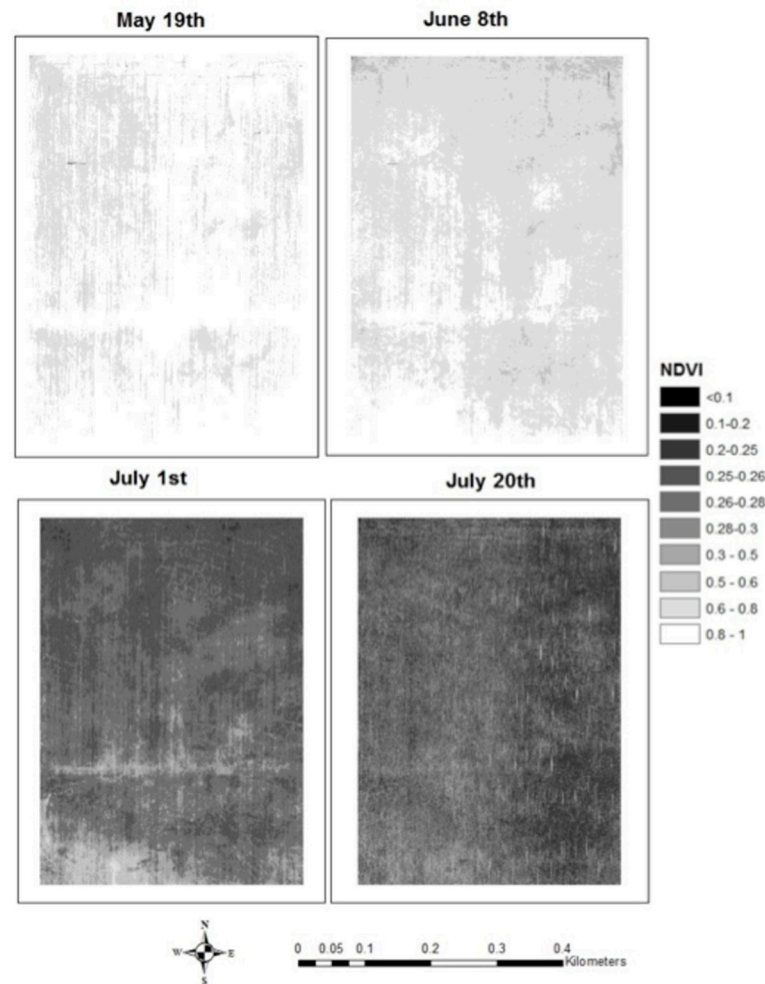 May 19th
June 8th
NDVI
<0.1
0.1-0.2
0.2-0.25
0.25-0.26
0.26-0.28
0.28-0.3
0.3 - 0.5
0.5 - 0.6
0.6 - 0.8
0.8 - 1
July 1st
July 20th
N
W E
S
0 0.05 0.1 0.2 0.3 0.4
Kilometers